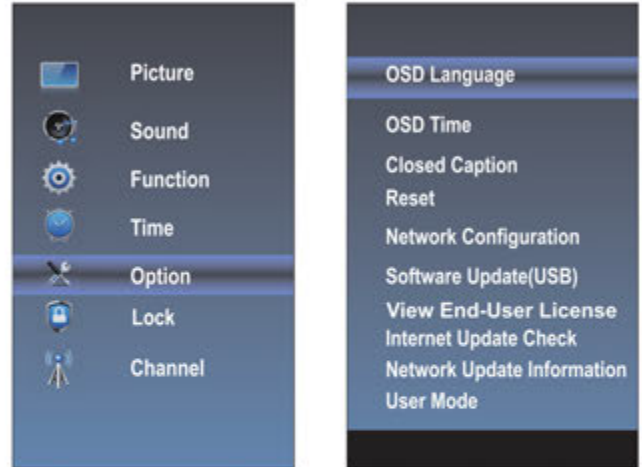 Picture
Sound
Function
Time
Option
Lock
Channel
OSD Language
OSD Time
Closed Caption
Reset
Network Configuration
Software Update(USB)
View End-User License
Internet Update Check
Network Update Information
User Mode